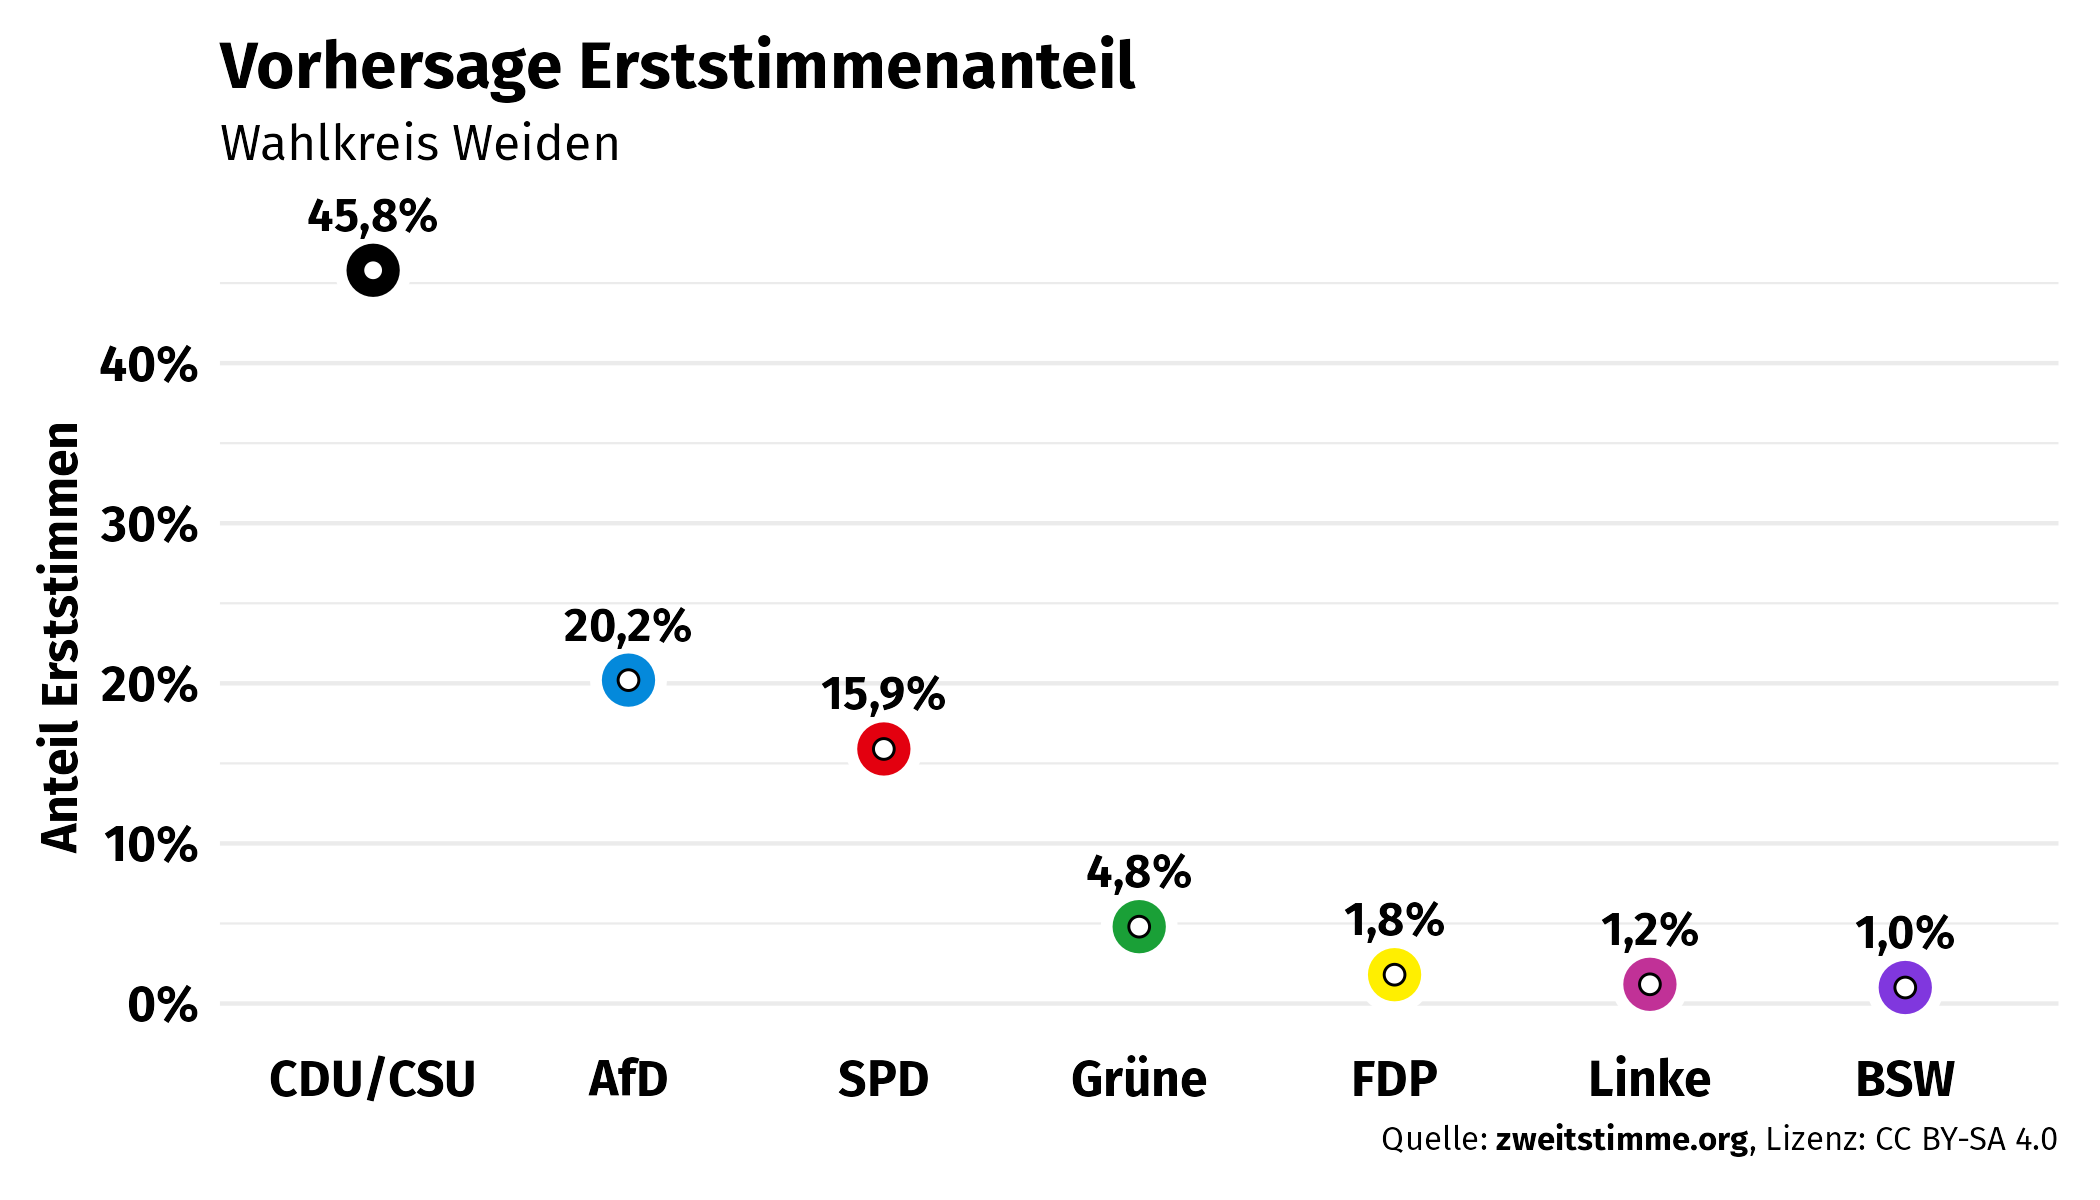 Vorhersage Erststimmenanteil
Wahlkreis Weiden
45,8%
40%
30%
20,2%
20%
15,9%
10%
4,8%
1,8%
1,2%
1,0%
0%
Anteil Erststimmen
CDU/CSU AfD SPD Grüne FDP Linke BSW
Quelle: zweitstimme.org, Lizenz: CC BY-SA 4.0